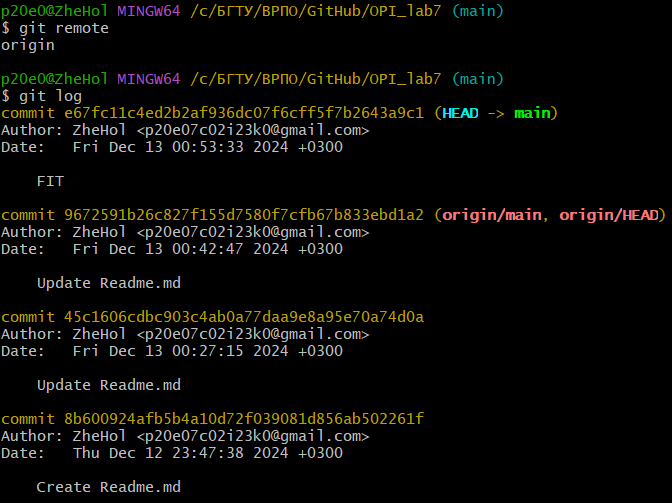 p20e0@ZheHol MINGW64 /c/БГТУ/ВРПО/GitHub/OPI_lab7 (main)
$ git remote
origin
p20e0@ZheHol MINGW64 /c/БГТУ/ВРПО/GitHub/OPI_lab7 (main)
$ git log
commit e67fc11c4ed2b2af936dc07f6cff5f7b2643a9c1 (HEAD -> main)
Author: ZheHol <p20e07c02i23k0@gmail.com>
Date:   Fri Dec 13 00:53:33 2024 +0300
FIT
commit 9672591b26c827f155d7580f7cfb67b833ebd1a2 (origin/main, origin/HEAD)
Author: ZheHol <p20e07c02i23k0@gmail.com>
Date:   Fri Dec 13 00:42:47 2024 +0300
Update Readme.md
commit 45c1606cdbc903c4ab0a77daa9e8a95e70a74d0a
Author: ZheHol <p20e07c02i23k0@gmail.com>
Date:   Fri Dec 13 00:27:15 2024 +0300
Update Readme.md
commit 8b600924afb5b4a10d72f039081d856ab502261f
Author: ZheHol <p20e07c02i23k0@gmail.com>
Date:   Thu Dec 12 23:47:38 2024 +0300
Create Readme.md